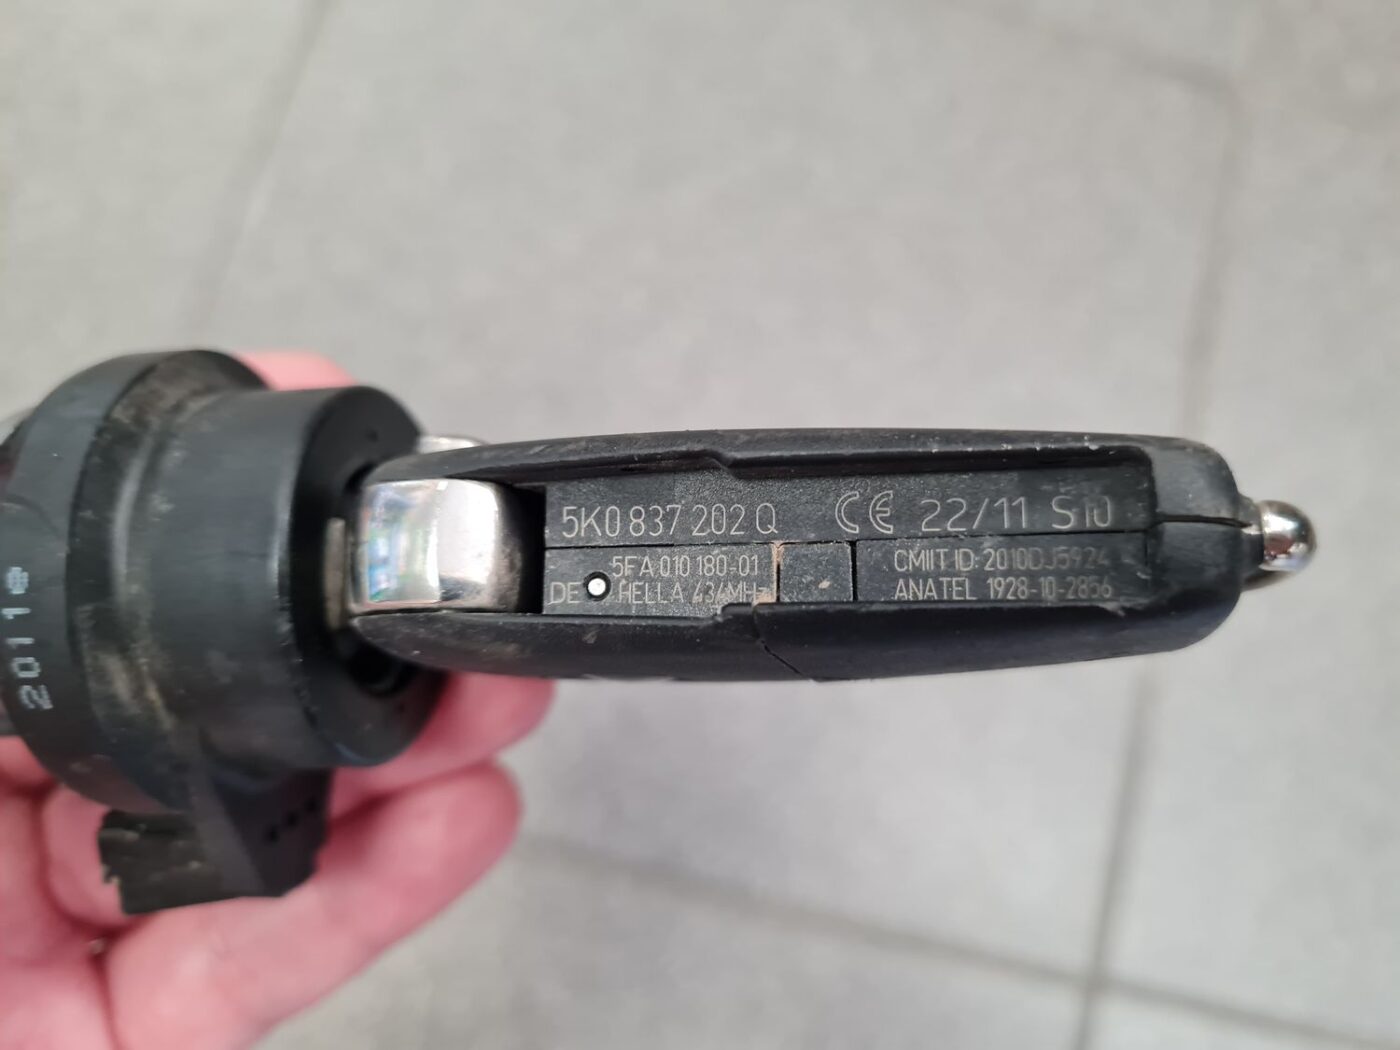 5K0 837 202 Q CE 22/11 S10
5FA 010 180-01
DE HELLA 434MHz
CMIIT ID: 2010DJ5924
ANATEL 1928-10-2856
2011